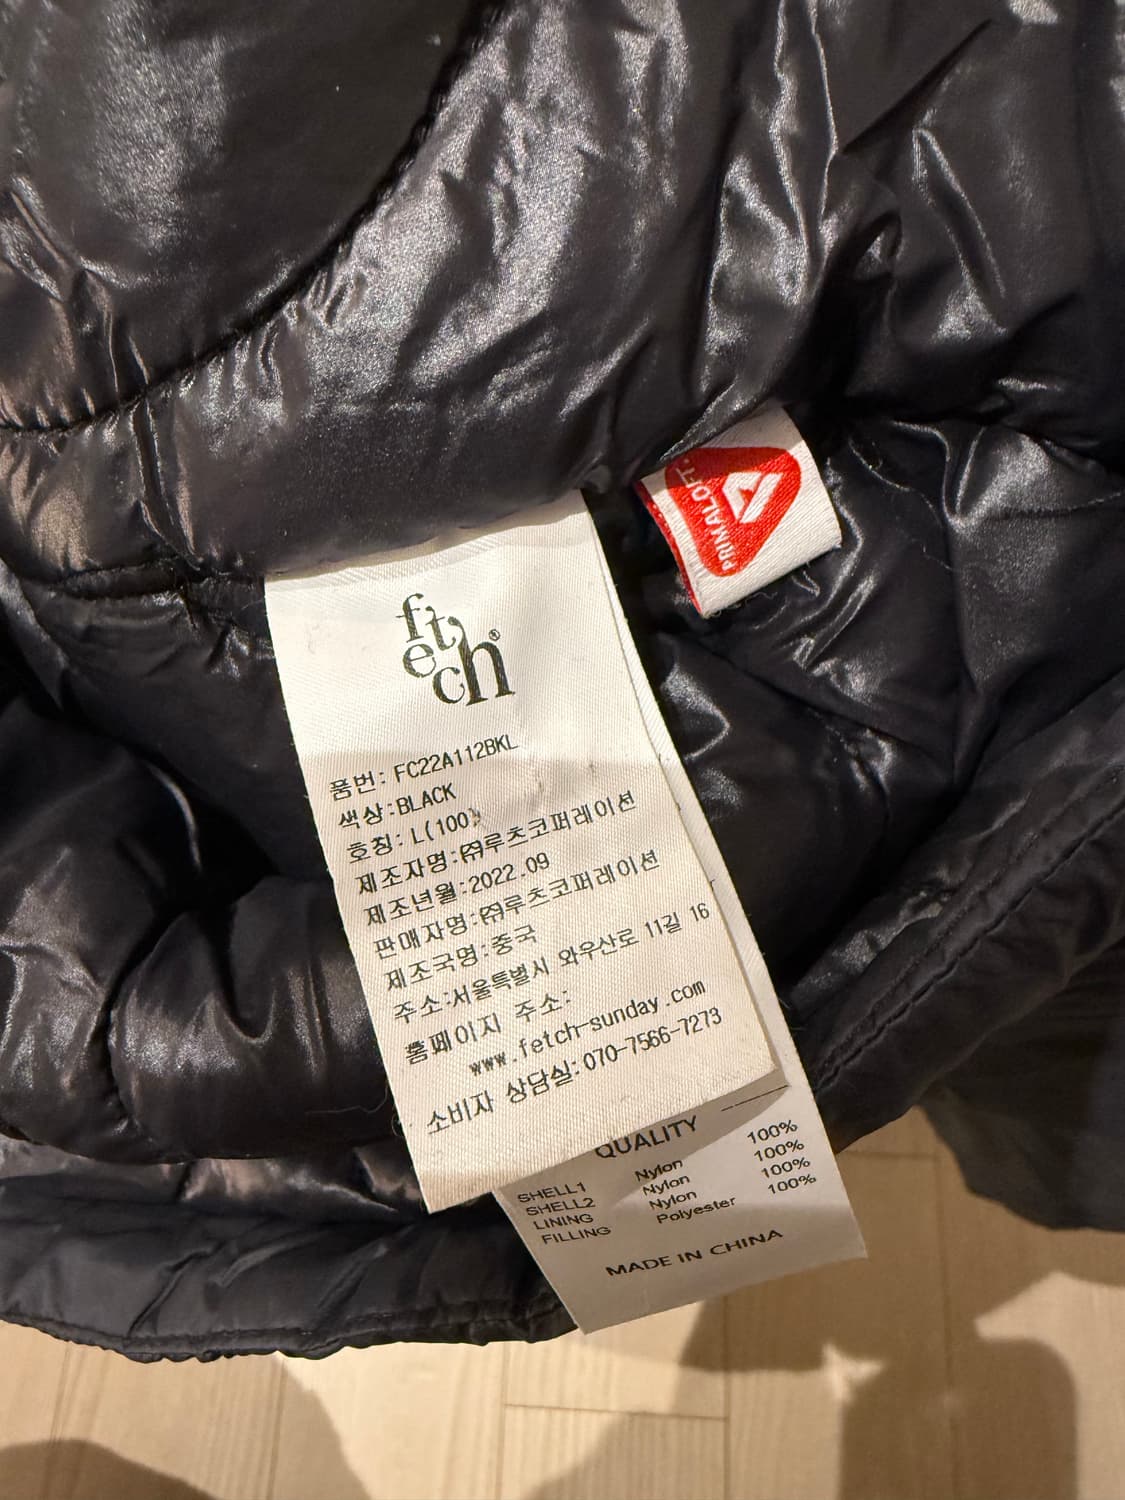 PRIMALOFT.
fetch®
품번: FC22A112BKL
색상:BLACK
호칭: L(100)
제조자명:㈜루츠코퍼레이션
제조년월:2022.09
판매자명:㈜루츠코퍼레이션
제조국명:중국
주소:서울특별시 와우산로 11길 16
홈페이지 주소:
www.fetch-sunday.com
소비자 상담실:070-7566-7273
QUALITY
SHELL1 Nylon 100%
SHELL2 Nylon 100%
LINING Nylon 100%
FILLING Polyester 100%
MADE IN CHINA